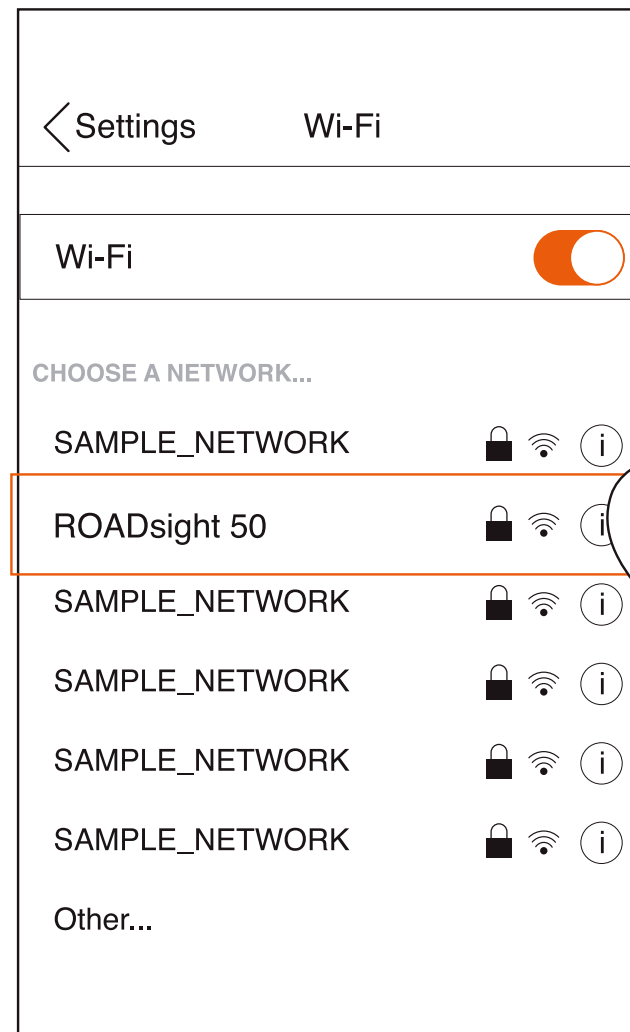 Settings Wi-Fi
Wi-Fi
CHOOSE A NETWORK...
SAMPLE_NETWORK i
ROADsight 50 i
SAMPLE_NETWORK i
SAMPLE_NETWORK i
SAMPLE_NETWORK i
SAMPLE_NETWORK i
Other...